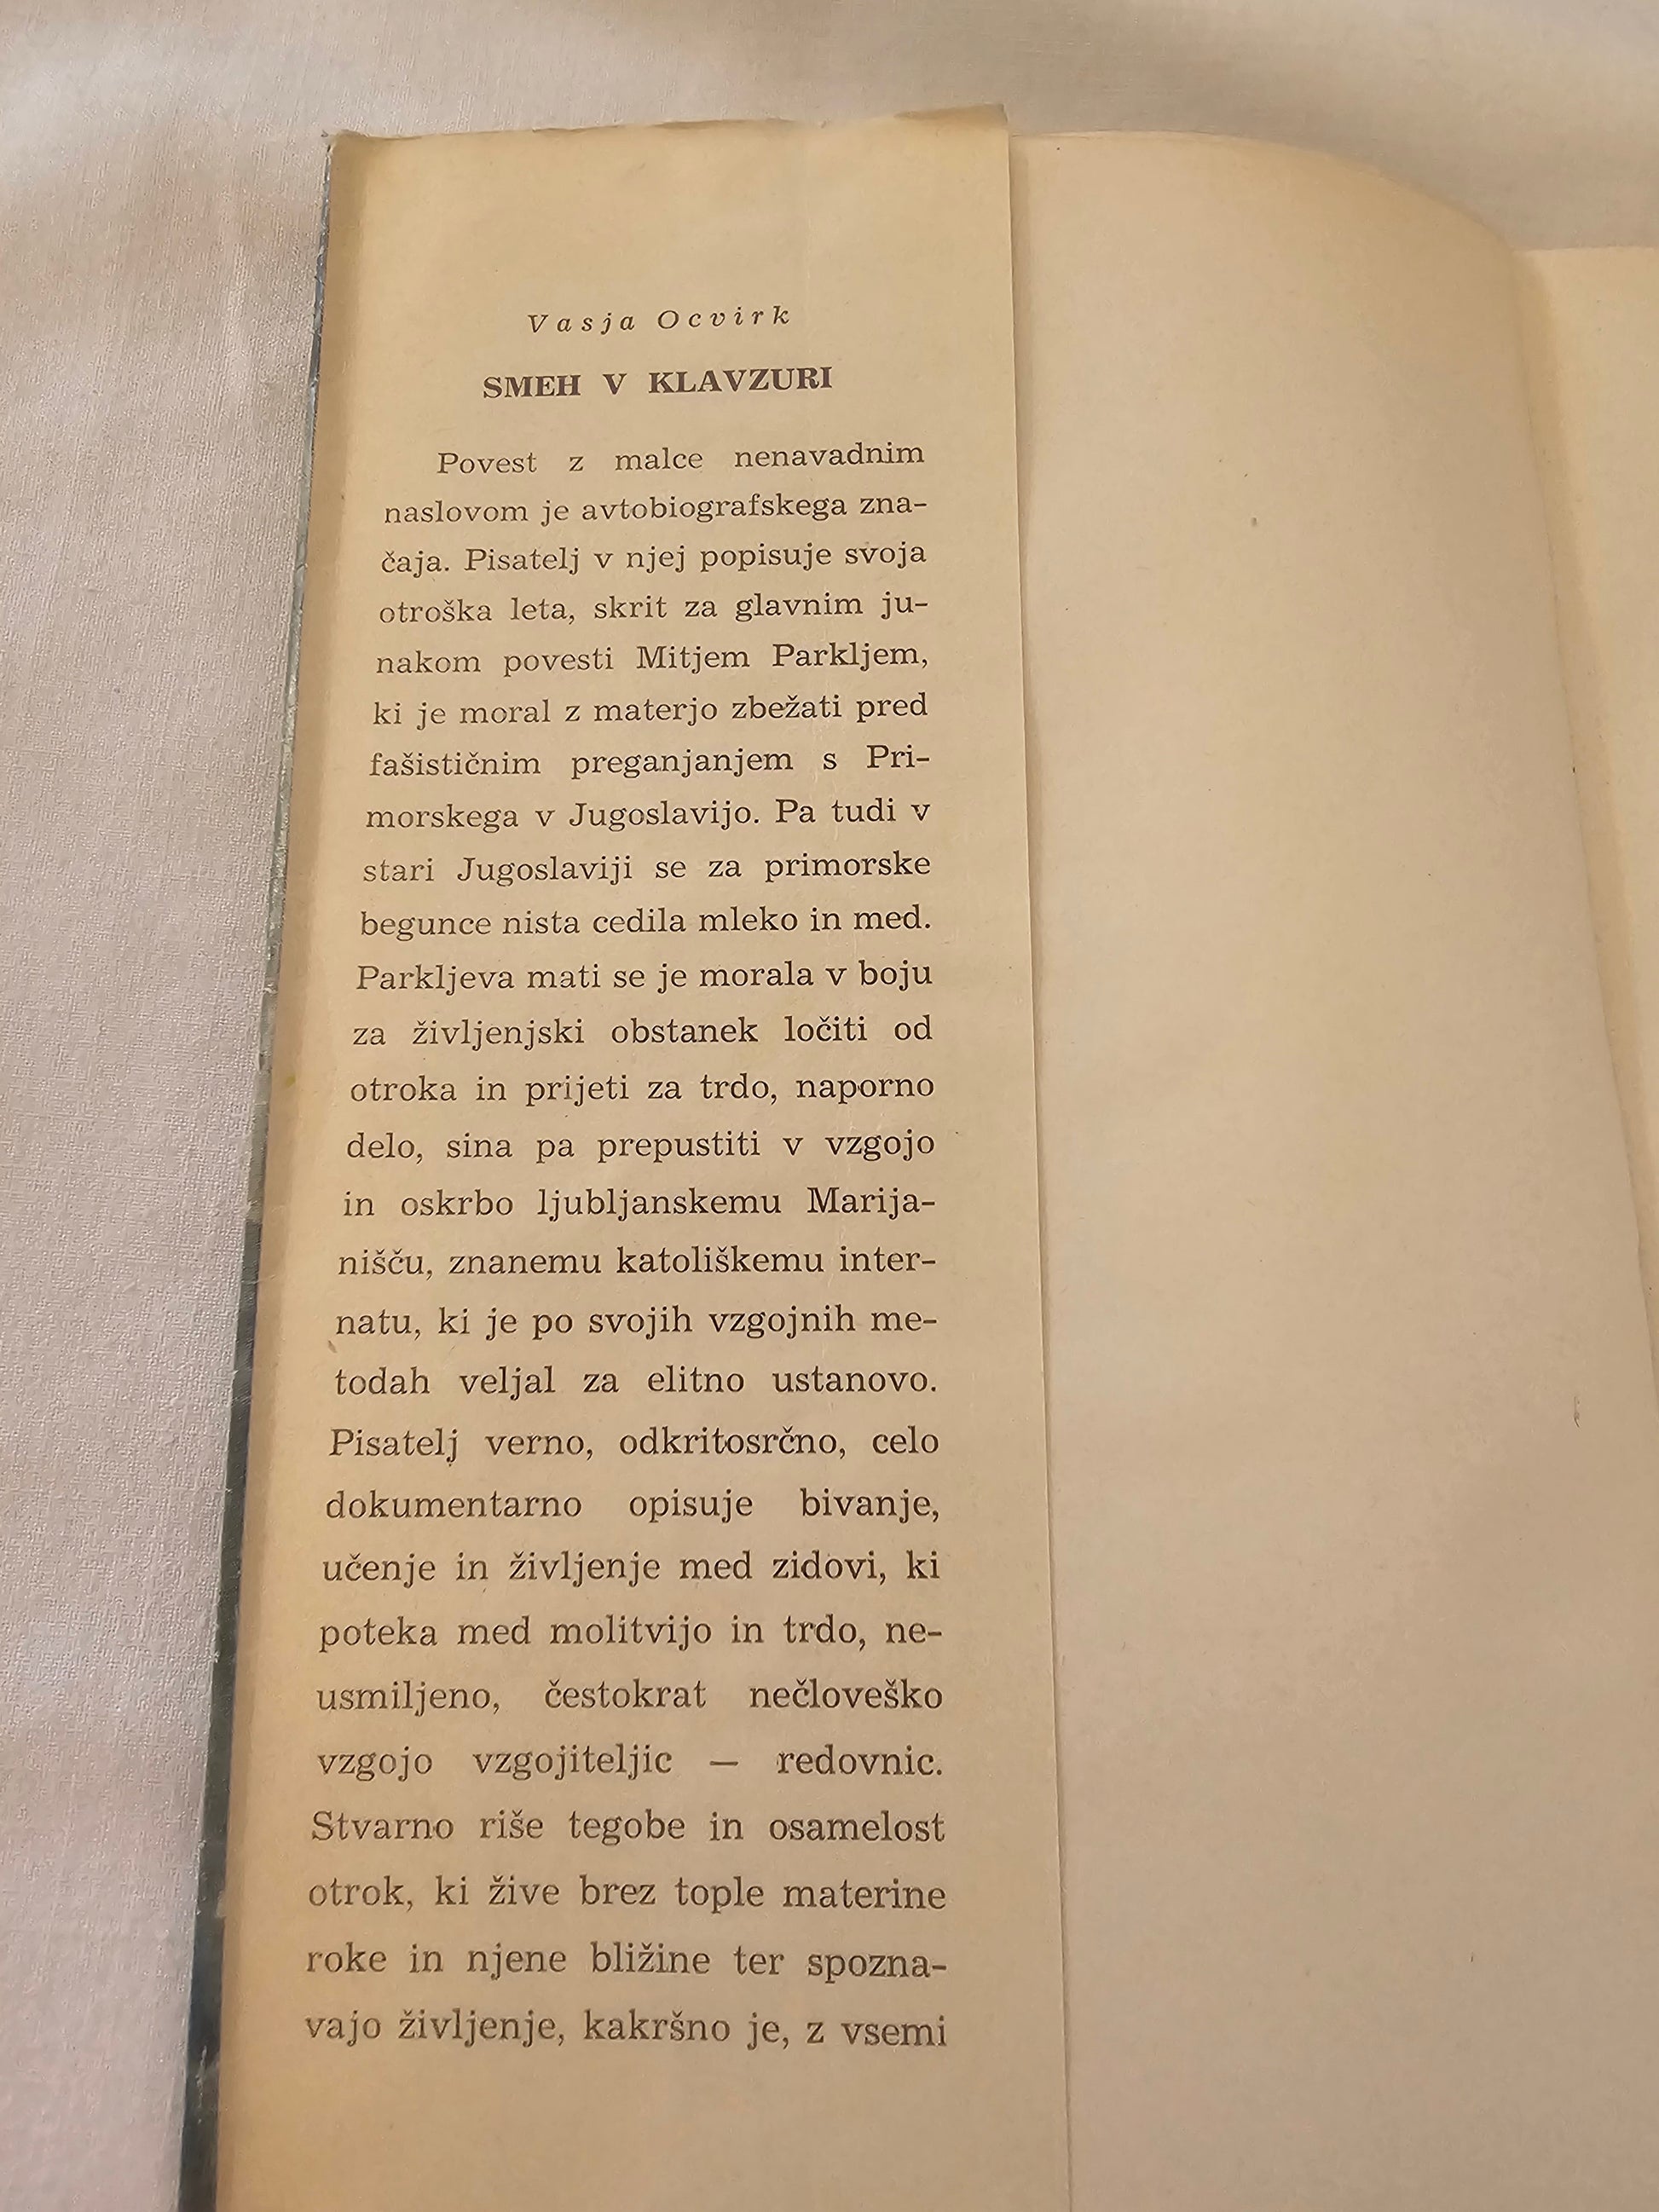 Vasja Ocvirk
SMEH V KLAVZURI
Povest z malce nenavadnim
naslovom je avtobiografskega zna-
čaja. Pisatelj v njej popisuje svoja
otroška leta, skrit za glavnim ju-
nakom povesti Mitjem Parkljem,
ki je moral z materjo zbežati pred
fašističnim preganjanjem s Pri-
morskega v Jugoslavijo. Pa tudi v
stari Jugoslaviji se za primorske
begunce nista cedila mleko in med.
Parkljeva mati se je morala v boju
za življenjski obstanek ločiti od
otroka in prijeti za trdo, naporno
delo, sina pa prepustiti v vzgojo
in oskrbo ljubljanskemu Marija-
nišču, znanemu katoliškemu inter-
natu, ki je po svojih vzgojnih me-
todah veljal za elitno ustanovo.
Pisatelj verno, odkritosrčno, celo
dokumentarno opisuje bivanje,
učenje in življenje med zidovi, ki
poteka med molitvijo in trdo, ne-
usmiljeno, čestokrat nečloveško
vzgojo vzgojiteljic — redovnic.
Stvarno riše tegobe in osamelost
otrok, ki žive brez tople materine
roke in njene bližine ter spozna-
vajo življenje, kakršno je, z vsemi